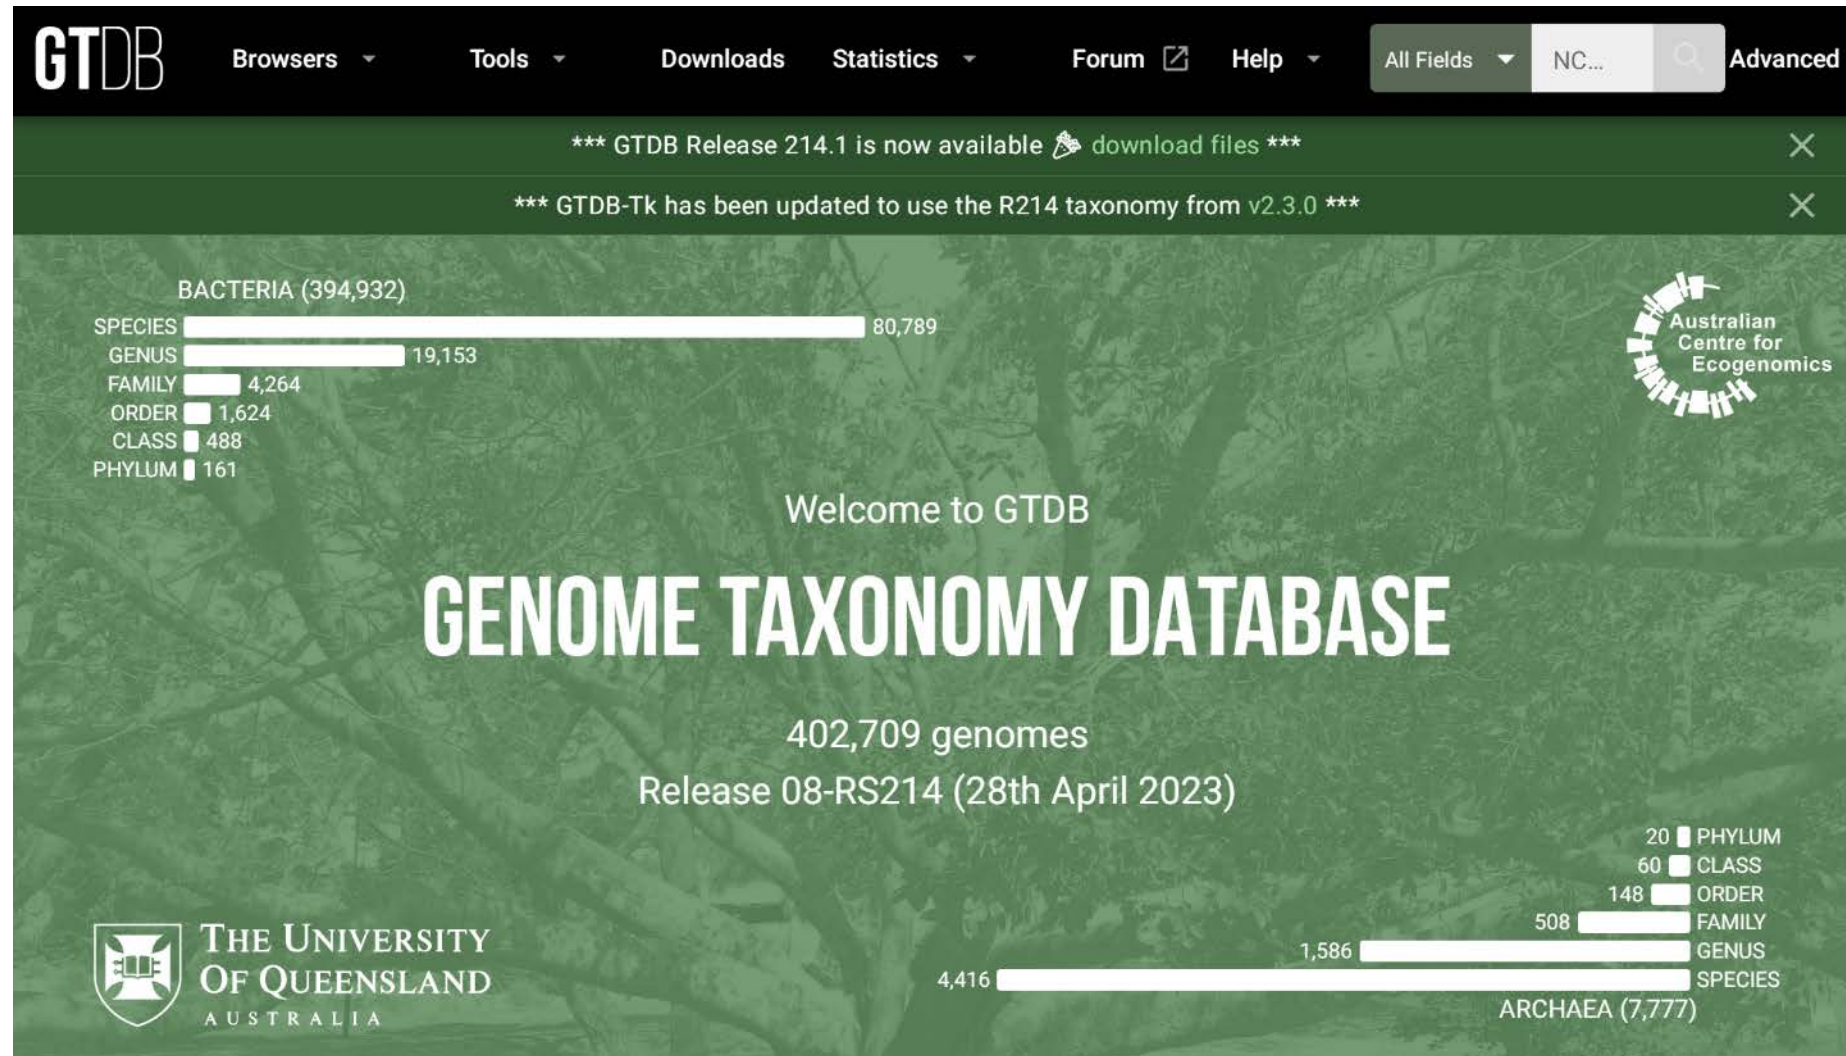 GTDB Browsers Tools Downloads Statistics Forum Help All Fields NC... Advanced
*** GTDB Release 214.1 is now available download files ***
*** GTDB-Tk has been updated to use the R214 taxonomy from v2.3.0 ***
BACTERIA (394,932)
SPECIES 80,789
GENUS 19,153
FAMILY 4,264
ORDER 1,624
CLASS 488
PHYLUM 161
Australian
Centre for
Ecogenomics
Welcome to GTDB
GENOME TAXONOMY DATABASE
402,709 genomes
Release 08-RS214 (28th April 2023)
20 PHYLUM
60 CLASS
148 ORDER
508 FAMILY
1,586 GENUS
4,416 SPECIES
ARCHAEA (7,777)
THE UNIVERSITY
OF QUEENSLAND
AUSTRALIA